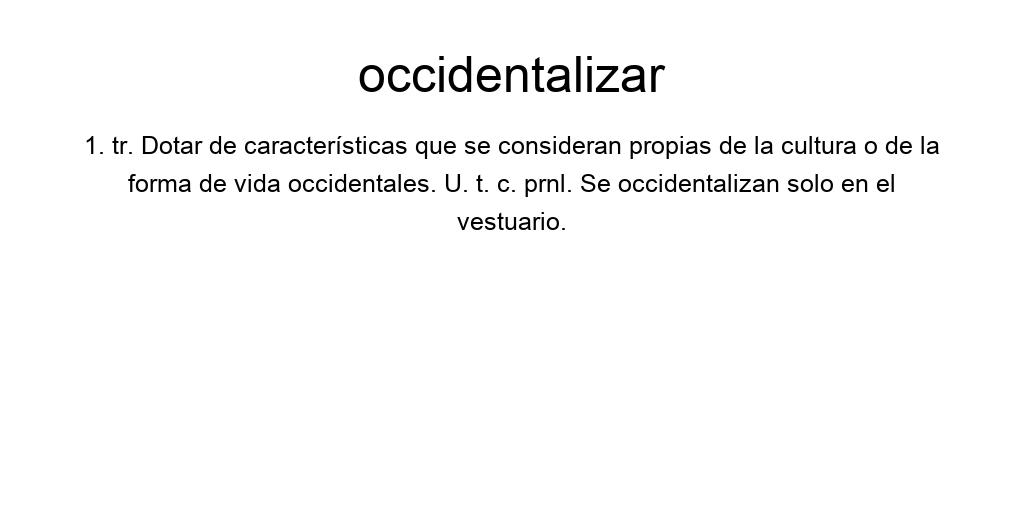 occidentalizar
1. tr. Dotar de características que se consideran propias de la cultura o de la
forma de vida occidentales. U. t. c. prnl. Se occidentalizan solo en el
vestuario.